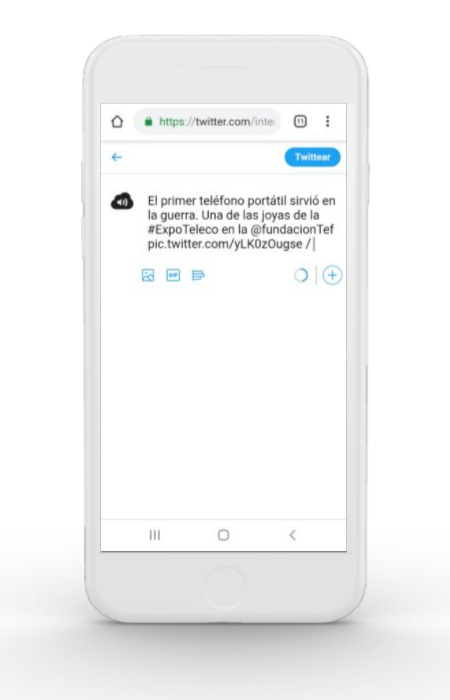 https://twitter.com/inte
11
Twittear
El primer teléfono portátil sirvió en
la guerra. Una de las joyas de la
#ExpoTeleco en la @fundacionTef
pic.twitter.com/yLK0zOugse /
GIF